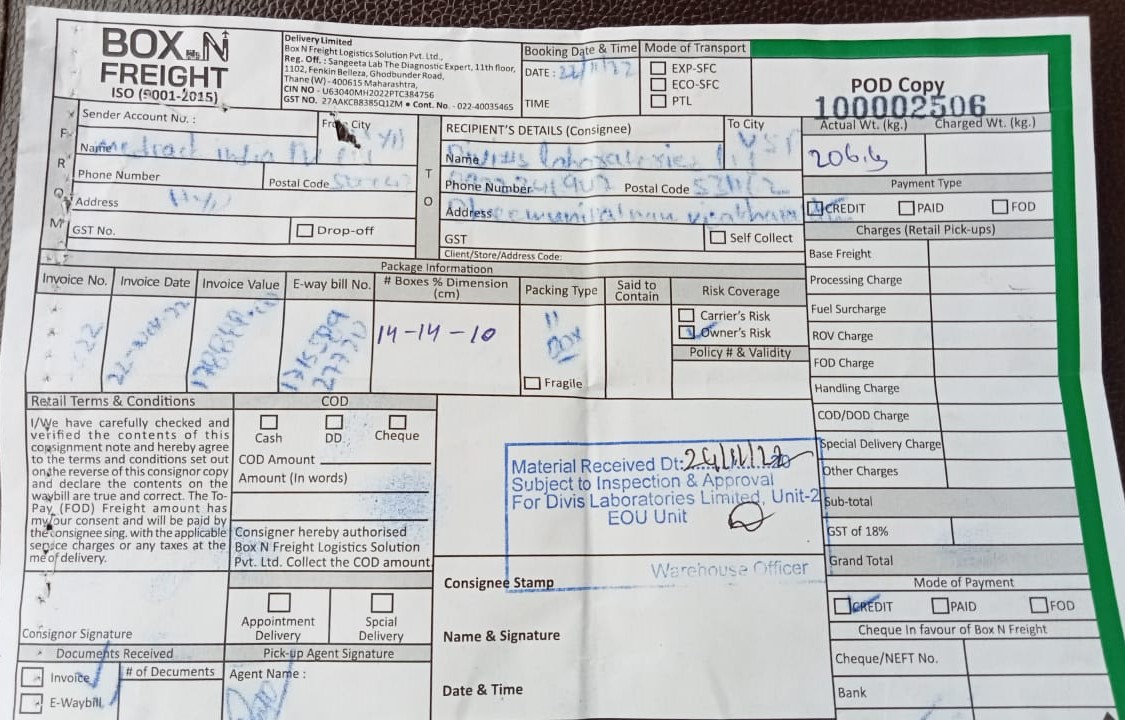 BOX N
FREIGHT
ISO (9001-2015)
Delivery Limited
Box N Freight Logistics Solution Pvt. Ltd.,
Reg. Off. : Sangeeta Lab The Diagnostic Expert, 11th floor,
1102, Fenkin Belleza, Ghodbunder Road,
Thane (W) - 400615 Maharashtra,
CIN NO - U63040MH2022PTC384756
GST NO. 27AAKCB8385Q1ZM • Cont. No. - 022-40035465
Booking Date & Time
DATE : 22/11/22
TIME
Mode of Transport
EXP-SFC
ECO-SFC
PTL
POD Copy
100002506
FROM
Sender Account No. :
From City
Name
Phone Number
Postal Code
Address Hyd
GST No.
Drop-off
TO
RECIPIENT'S DETAILS (Consignee)
To City
Name Divis Laboratories
Phone Number
Postal Code
Address
GST
Self Collect
Client/Store/Address Code:
Actual Wt. (kg.)
Charged Wt. (kg.)
Payment Type
CREDIT
PAID
FOD
Charges (Retail Pick-ups)
Base Freight
Processing Charge
Fuel Surcharge
ROV Charge
FOD Charge
Handling Charge
COD/DOD Charge
Special Delivery Charge
Other Charges
Sub-total
GST of 18%
Grand Total
Package Informatioon
Invoice No.
Invoice Date
Invoice Value
E-way bill No.
# Boxes % Dimension
(cm)
Packing Type
Said to
Contain
Risk Coverage
22-Nov-22
14-14-10
11
BOX
Fragile
Carrier's Risk
Owner's Risk
Policy # & Validity
Retail Terms & Conditions
I/We have carefully checked and
verified the contents of this
consignment note and hereby agree
to the terms and conditions set out
on the reverse of this consignor copy
and declare the contents on the
waybill are true and correct. The To-
Pay (FOD) Freight amount has
my/our consent and will be paid by
the consignee sing. with the applicable
service charges or any taxes at the
me of delivery.
COD
Cash
DD
Cheque
COD Amount
Amount (In words)
Consigner hereby authorised
Box N Freight Logistics Solution
Pvt. Ltd. Collect the COD amount
Material Received Dt: 24/11/22
Subject to Inspection & Approval
For Divis Laboratories Limited, Unit-2
EOU Unit
Warehouse Officer
Consignee Stamp
Name & Signature
Date & Time
Consignor Signature
Appointment
Delivery
Spcial
Delivery
Documents Received
Invoice
E-Waybill
# of Documents
Pick-up Agent Signature
Agent Name :
Mode of Payment
CREDIT
PAID
FOD
Cheque In favour of Box N Freight
Cheque/NEFT No.
Bank